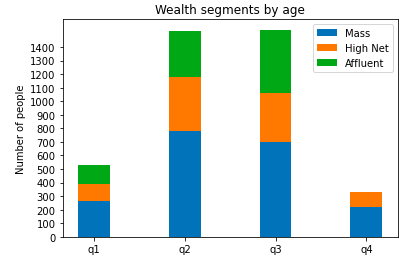 Wealth segments by age
Number of people
1400
1300
1200
1100
1000
900
800
700
600
500
400
300
200
100
0
Mass
High Net
Affluent
q1 q2 q3 q4